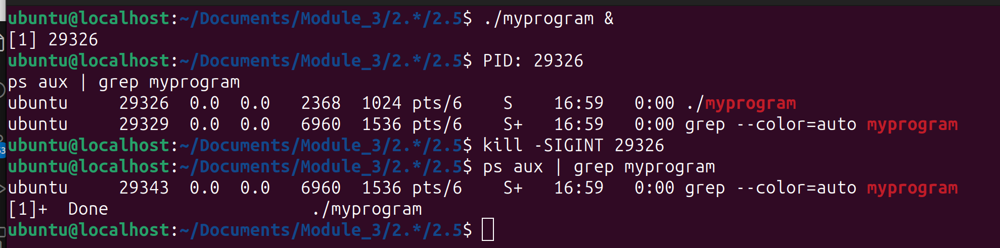 ubuntu@localhost:~/Documents/Module_3/2.*/2.5$ ./myprogram &
[1] 29326
ubuntu@localhost:~/Documents/Module_3/2.*/2.5$ PID: 29326
ps aux | grep myprogram
ubuntu     29326  0.0  0.0   2368  1024 pts/6    S    16:59   0:00 ./myprogram
ubuntu     29329  0.0  0.0   6960  1536 pts/6    S+   16:59   0:00 grep --color=auto myprogram
ubuntu@localhost:~/Documents/Module_3/2.*/2.5$ kill -SIGINT 29326
ubuntu@localhost:~/Documents/Module_3/2.*/2.5$ ps aux | grep myprogram
ubuntu     29343  0.0  0.0   6960  1536 pts/6    S+   16:59   0:00 grep --color=auto myprogram
[1]+  Done                    ./myprogram
ubuntu@localhost:~/Documents/Module_3/2.*/2.5$